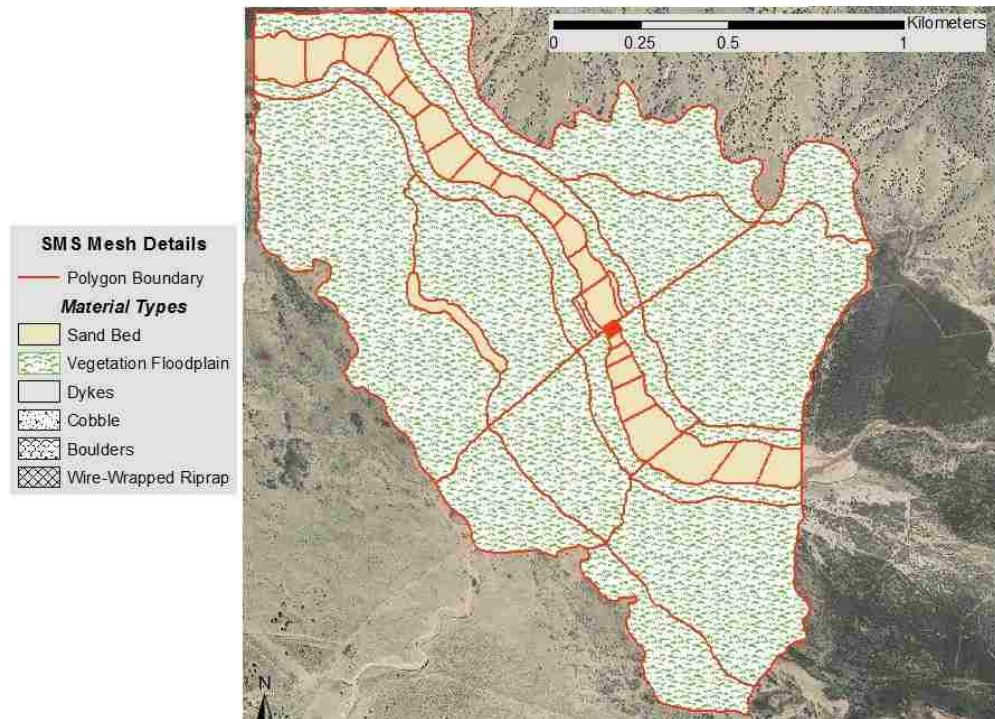 Kilometers
0 0.25 0.5 1
SMS Mesh Details
Polygon Boundary
Material Types
Sand Bed
Vegetation Floodplain
Dykes
Cobble
Boulders
Wire-Wrapped Riprap
N